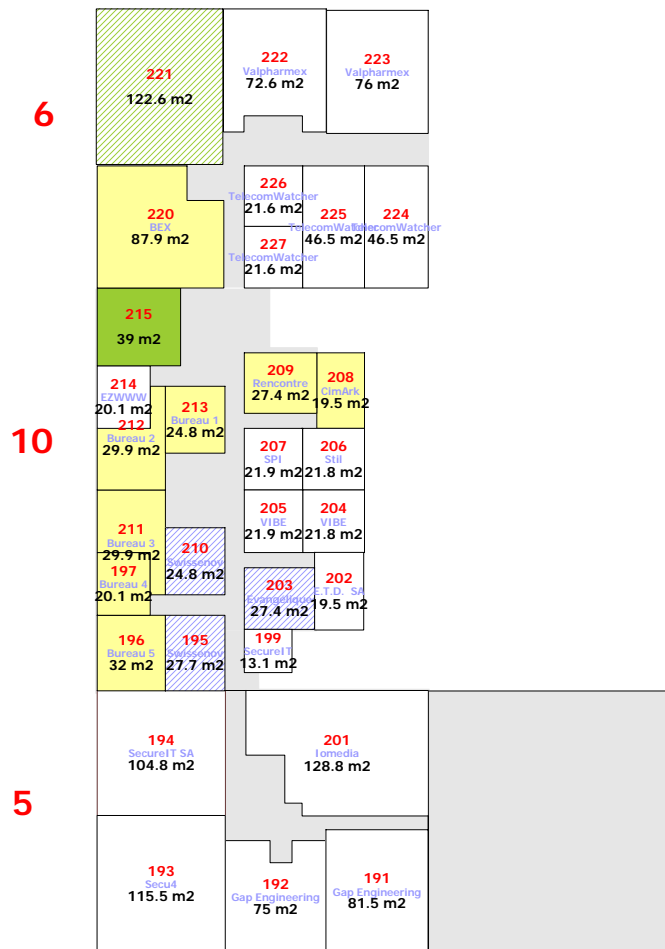 221
122.6 m2
222
Valpharmex
72.6 m2
223
Valpharmex
76 m2
6
220
BEX
87.9 m2
226
TelecomWatcher
21.6 m2
227
TelecomWatcher
21.6 m2
225
TelecomWatcher
46.5 m2
224
TelecomWatcher
46.5 m2
215
39 m2
214
EZWWW
20.1 m2
212
Bureau 2
29.9 m2
213
Bureau 1
24.8 m2
209
Rencontre
27.4 m2
208
CimArk
19.5 m2
10
207
SPI
21.9 m2
206
Stil
21.8 m2
205
VIBE
21.9 m2
204
VIBE
21.8 m2
211
Bureau 3
29.9 m2
197
Bureau 4
20.1 m2
210
Swissenov
24.8 m2
203
Evangélique
27.4 m2
202
E.T.D. SA
19.5 m2
196
Bureau 5
32 m2
195
Swissenov
27.7 m2
199
SecureIT
13.1 m2
194
SecureIT SA
104.8 m2
201
Iomedia
128.8 m2
5
193
Secu4
115.5 m2
192
Gap Engineering
75 m2
191
Gap Engineering
81.5 m2